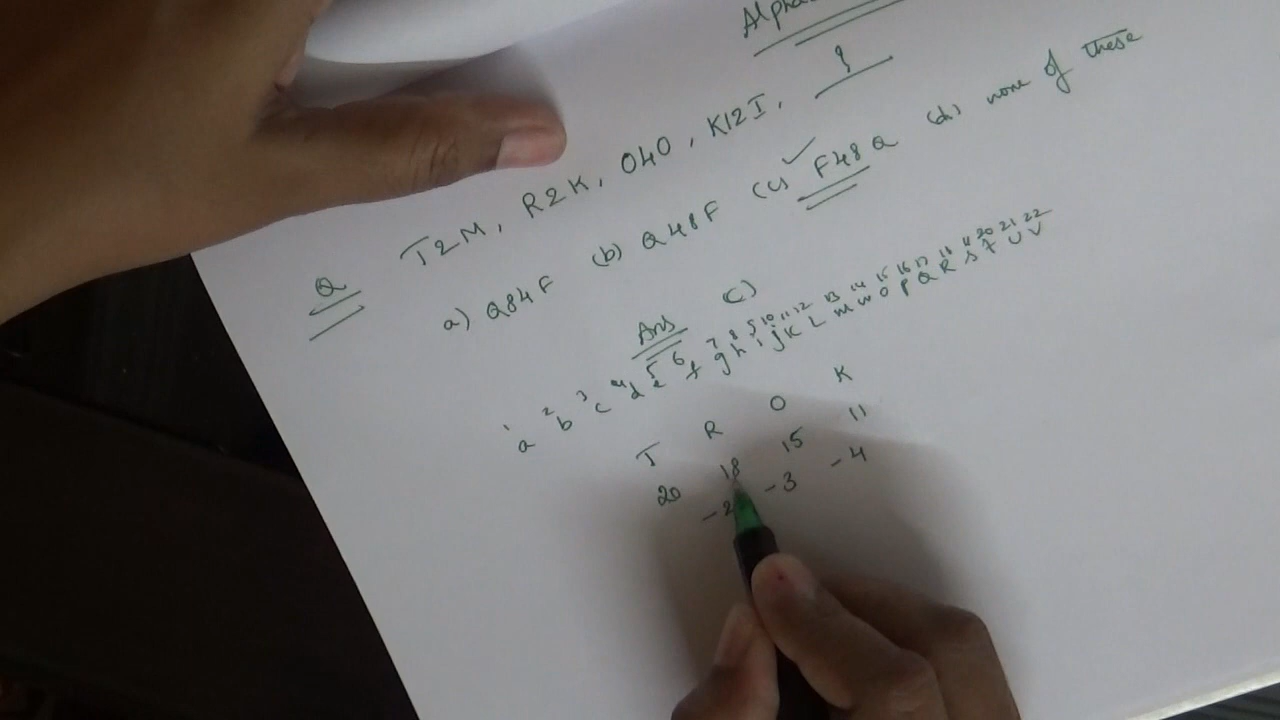 Q T2M, R2K, O4O, K12I, ?
a) Q84F (b) Q48F (c) ✓ F48Q (d) none of these
Ans C)
1 2 3 4 5 6 7 8 9 10 11 12 13 14 15 16 17 18 19 20 21 22
a b c d e f g h i j K L m n O P Q R S t U V
T R O K
20 18 15 11
-2 -3 -4